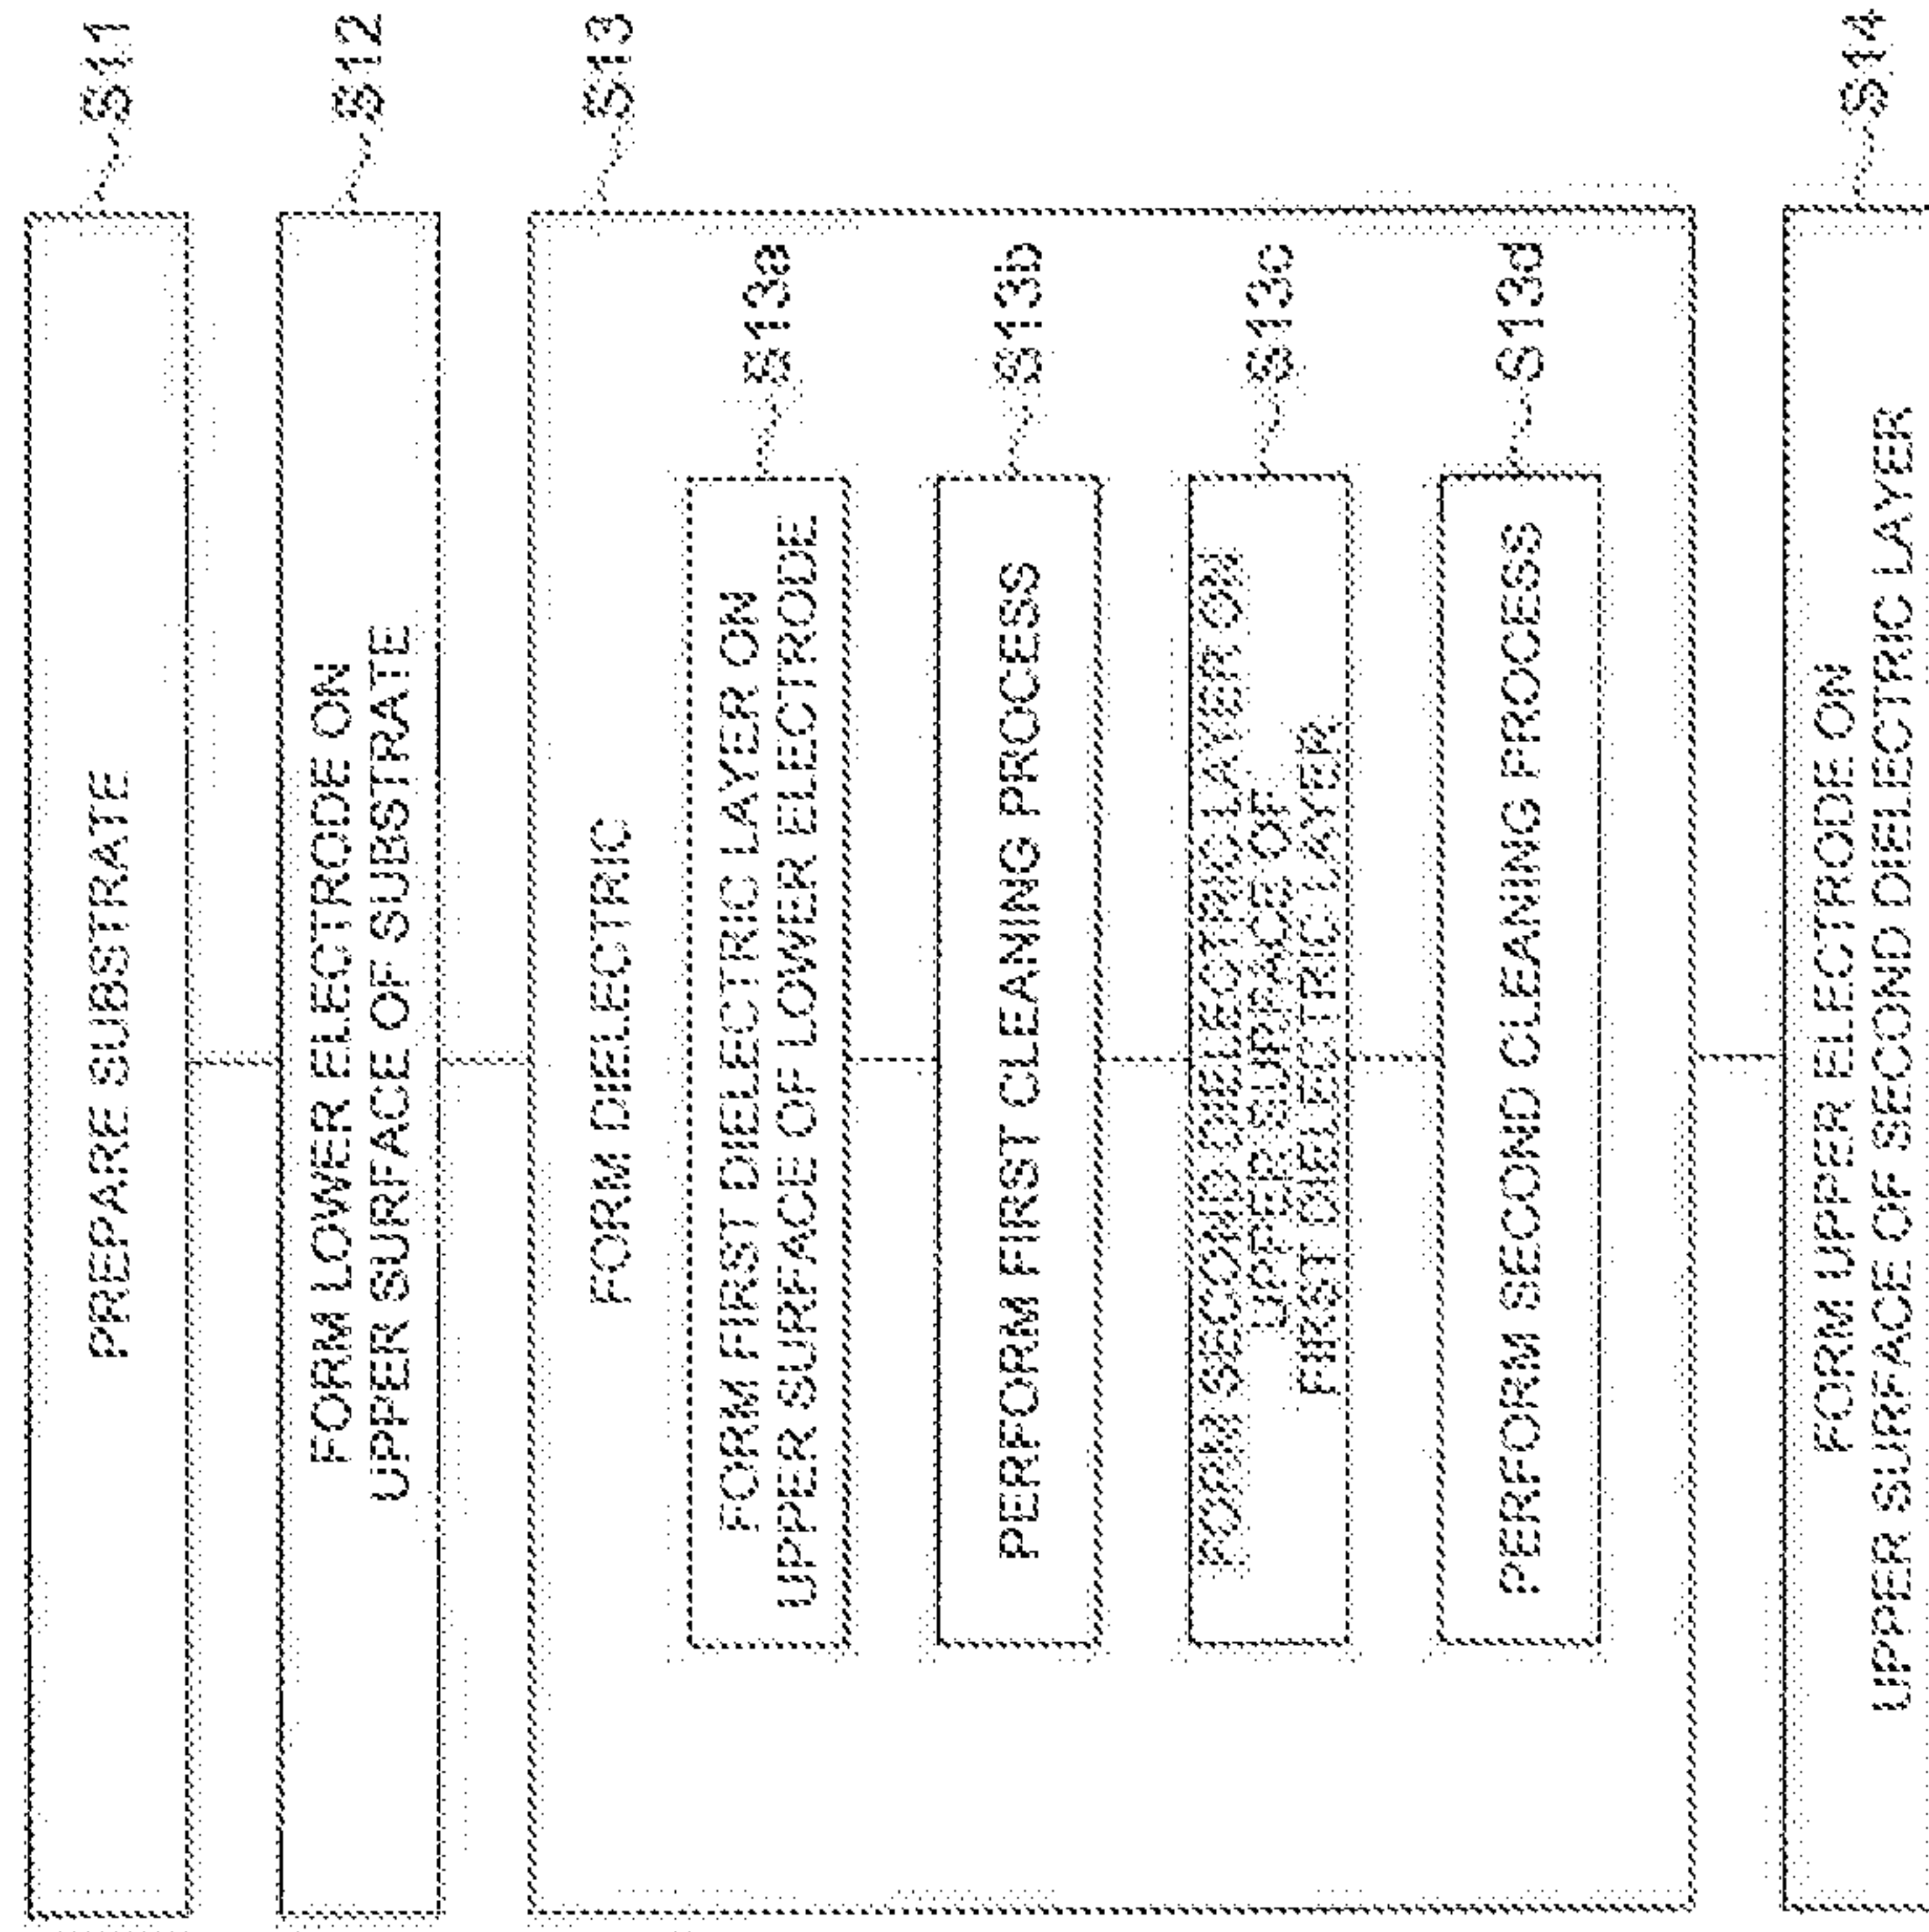 PREPARE SUBSTRATE
S11
FORM LOWER ELECTRODE ON
UPPER SURFACE OF SUBSTRATE
S12
FORM DIELECTRIC
S13
FORM FIRST DIELECTRIC LAYER ON
UPPER SURFACE OF LOWER ELECTRODE
S13a
PERFORM FIRST CLEANING PROCESS
S13b
FORM SECOND DIELECTRIC LAYER ON
UPPER SURFACE OF
FIRST DIELECTRIC LAYER
S13c
PERFORM SECOND CLEANING PROCESS
S13d
FORM UPPER ELECTRODE ON
UPPER SURFACE OF SECOND DIELECTRIC LAYER
S14